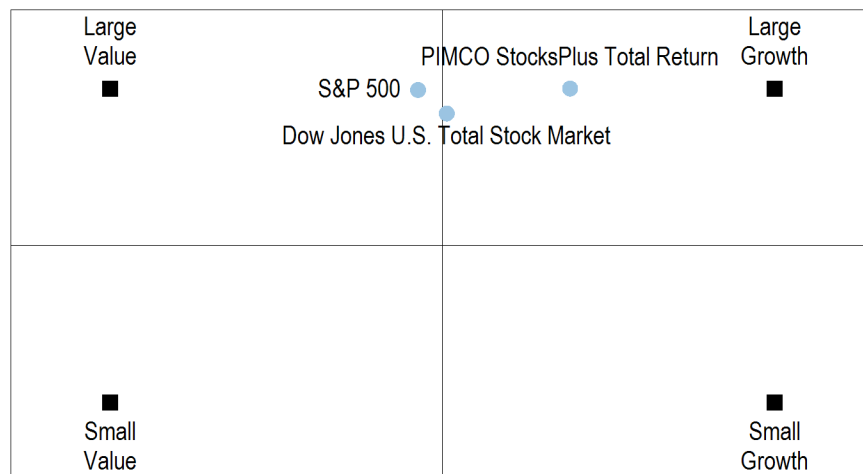 Large
Value
Large
Growth
PIMCO StocksPlus Total Return
S&P 500
Dow Jones U.S. Total Stock Market
Small
Value
Small
Growth